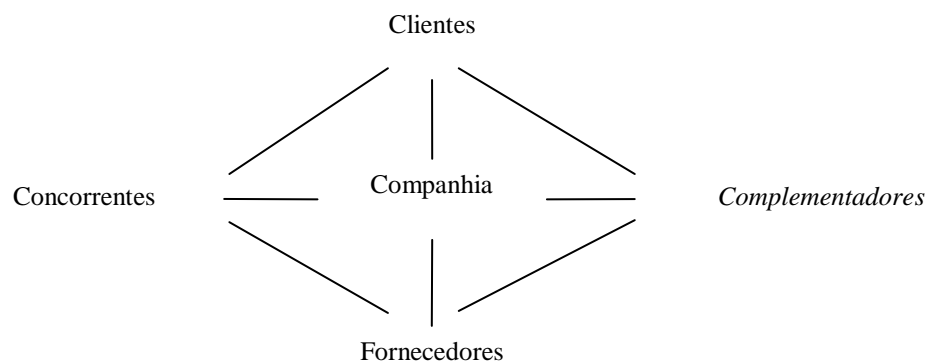 Clientes
Concorrentes
Companhia
Complementadores
Fornecedores